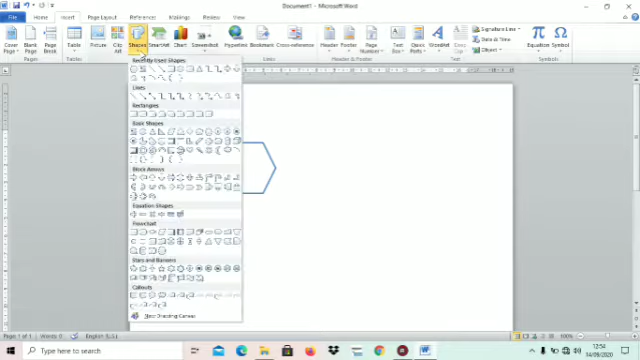 Document1 - Microsoft Word
File Home Insert Page Layout References Mailings Review View
Cover Page Blank Page Page Break Table Picture Clip Art Shapes SmartArt Chart Screenshot Hyperlink Bookmark Cross-reference Header Footer Page Number Text Box Quick Parts WordArt Drop Cap Signature Line Date & Time Object Equation Symbol
Pages Tables Links Header & Footer Text Symbols
Recently Used Shapes
Lines
Rectangles
Basic Shapes
Block Arrows
Equation Shapes
Flowchart
Stars and Banners
Callouts
New Drawing Canvas
Page: 1 of 1 Words: 0 English (U.S.) 100%
Type here to search
12:54
14/09/2020